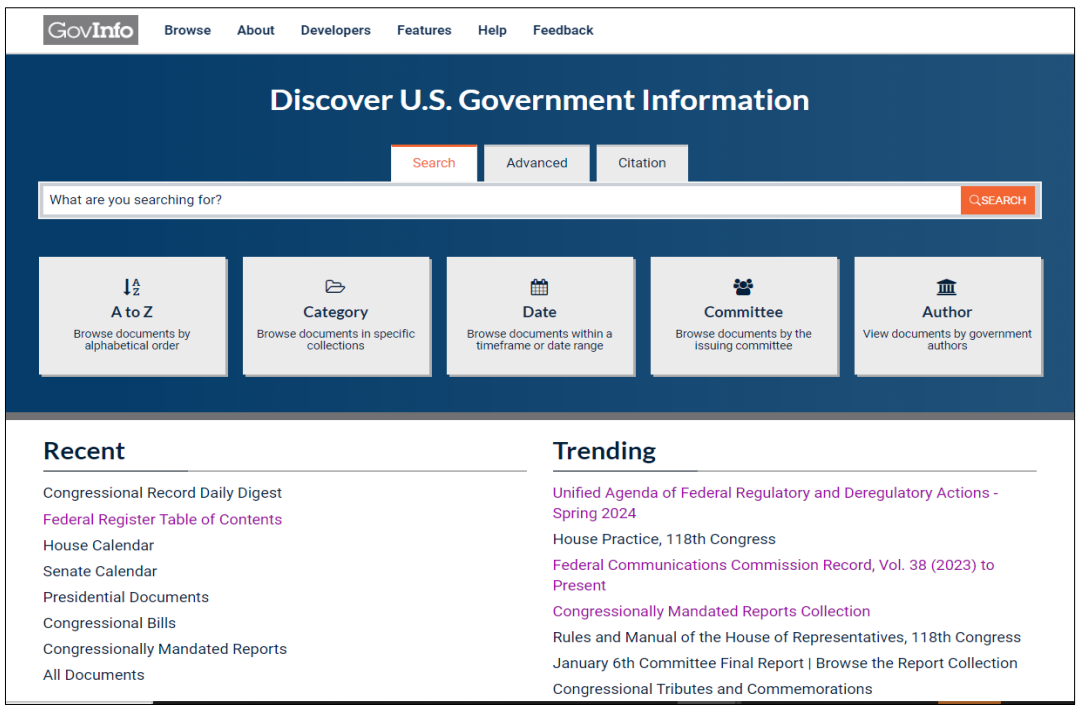 GovInfo Browse About Developers Features Help Feedback
Discover U.S. Government Information
Search Advanced Citation
What are you searching for? SEARCH
A
Z
A to Z
Browse documents by
alphabetical order
Category
Browse documents in specific
collections
Date
Browse documents within a
timeframe or date range
Committee
Browse documents by the
issuing committee
Author
View documents by government
authors
Recent
Congressional Record Daily Digest
Federal Register Table of Contents
House Calendar
Senate Calendar
Presidential Documents
Congressional Bills
Congressionally Mandated Reports
All Documents
Trending
Unified Agenda of Federal Regulatory and Deregulatory Actions -
Spring 2024
House Practice, 118th Congress
Federal Communications Commission Record, Vol. 38 (2023) to
Present
Congressionally Mandated Reports Collection
Rules and Manual of the House of Representatives, 118th Congress
January 6th Committee Final Report | Browse the Report Collection
Congressional Tributes and Commemorations